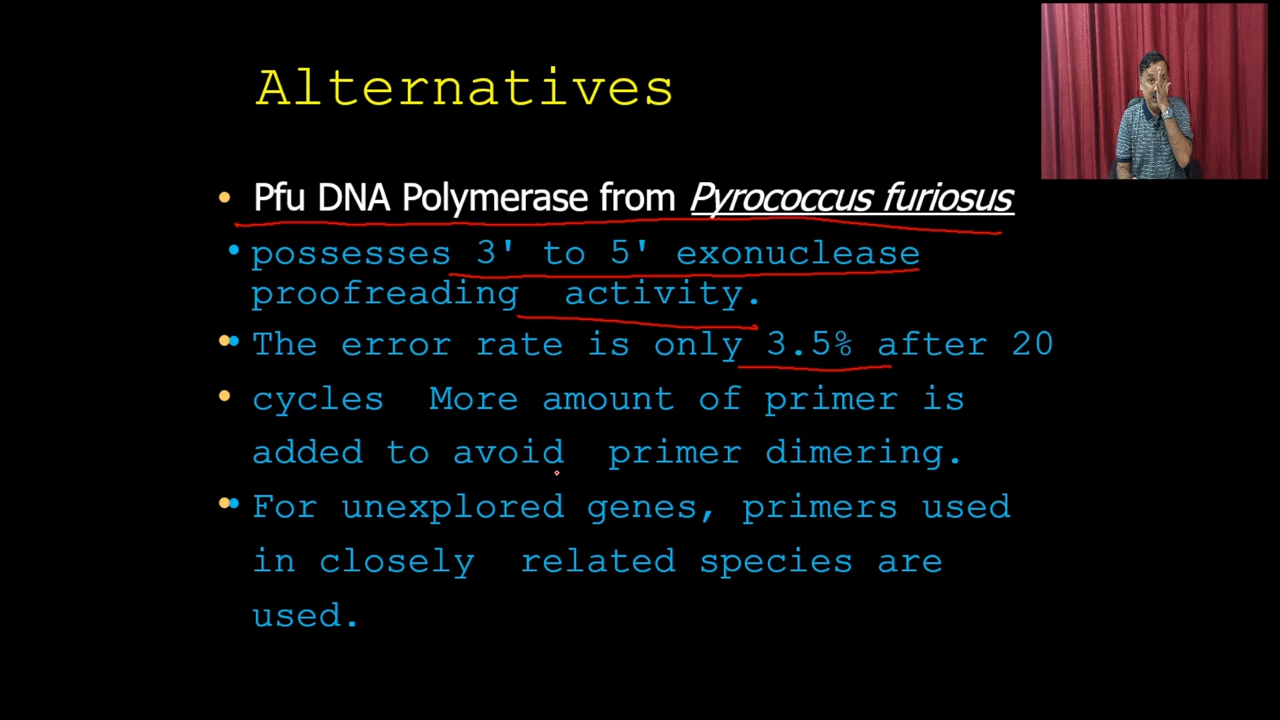 Alternatives
• Pfu DNA Polymerase from Pyrococcus furiosus
• possesses 3' to 5' exonuclease
proofreading activity.
• The error rate is only 3.5% after 20
• cycles More amount of primer is
added to avoid primer dimering.
• For unexplored genes, primers used
in closely related species are
used.